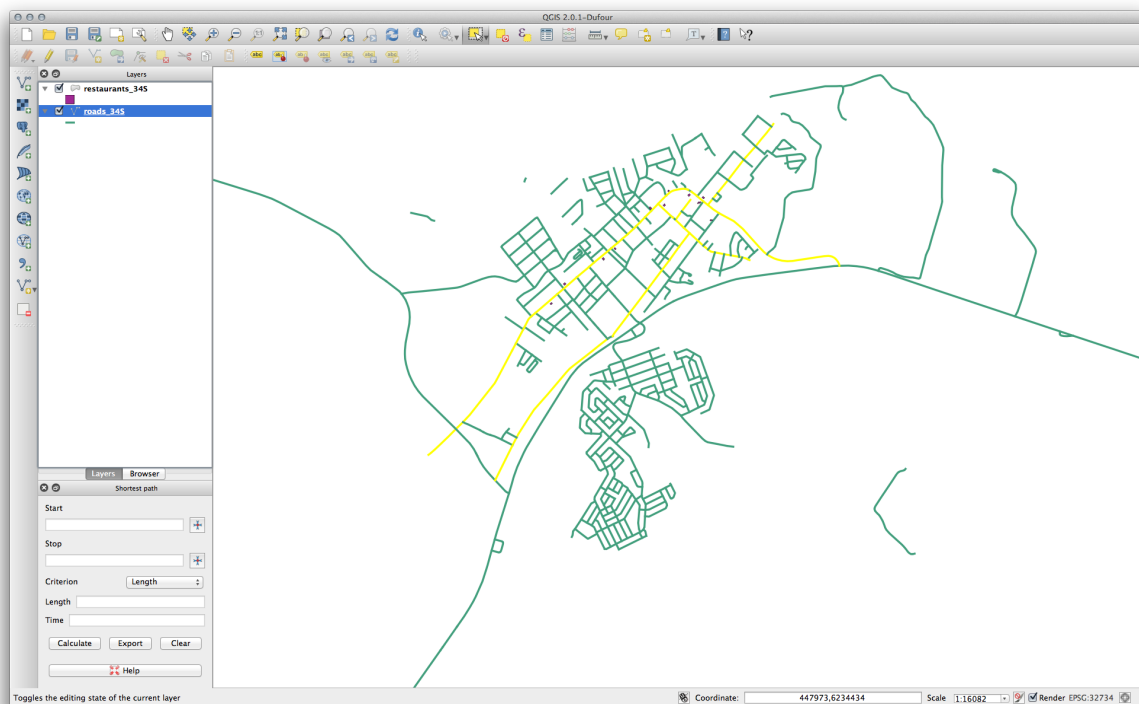 QGIS 2.0.1-Dufour
Layers
restaurants_34S
roads_34S
Layers Browser
Shortest path
Start
Stop
Criterion Length
Length
Time
Calculate Export Clear
Help
Toggles the editing state of the current layer
Coordinate: 447973,6234434 Scale 1:16082 Render EPSG:32734